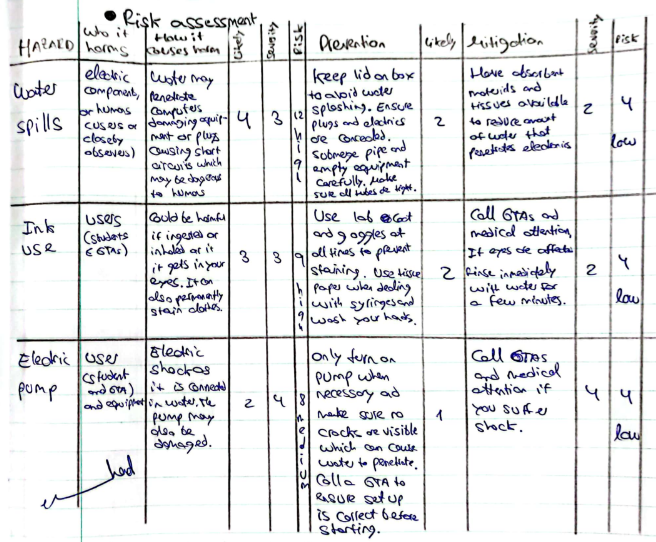 ● Risk assessment
HAZARD
Who it
harms
How it
causes harm
Likely
Severity
Risk
Prevention
Likely
Mitigation
Severity
Risk
Water
spills
electric
component,
or humans
(users or
closeby
observers)
Water may
penetrate
computers
damaging equip-
ment or plugs
causing short
circuits which
may be dangeous
to humans
4
3
12
high
Keep lid on box
to avoid water
splashing. Ensure
plugs and electrics
are concealed.
Submerge pipe and
empty equipment
carefully. Make
sure all tubes are tight.
2
Have absorbent
materials and
tissues available
to reduce amount
of water that
penetrates electronics
2
4
low
Ink
use
users
(students
& GTAs)
Could be harmful
if ingested or
inhaled or it
it gets in your
eyes. It can
also permanently
stain clothes.
3
3
9
high
Use lab coat
and goggles at
all times to prevent
staining. Use tissue
paper when dealing
with syringes and
wash your hands.
2
Call GTAs and
medical attention,
If eyes are affected
rinse immediately
with water for
a few minutes.
2
4
low
Electric
pump
user
(student
and GTA)
and equipment
Electric
shock as
it is connected
in water. The
pump may
also be
damaged.
2
4
8
medium
only turn on
pump when
necessary and
make sure no
cracks are visible
which can cause
water to penetrate.
Call a GTA to
ensure set up
is correct before
starting.
1
Call GTAs
and medical
attention if
you suffer
shock.
4
4
low